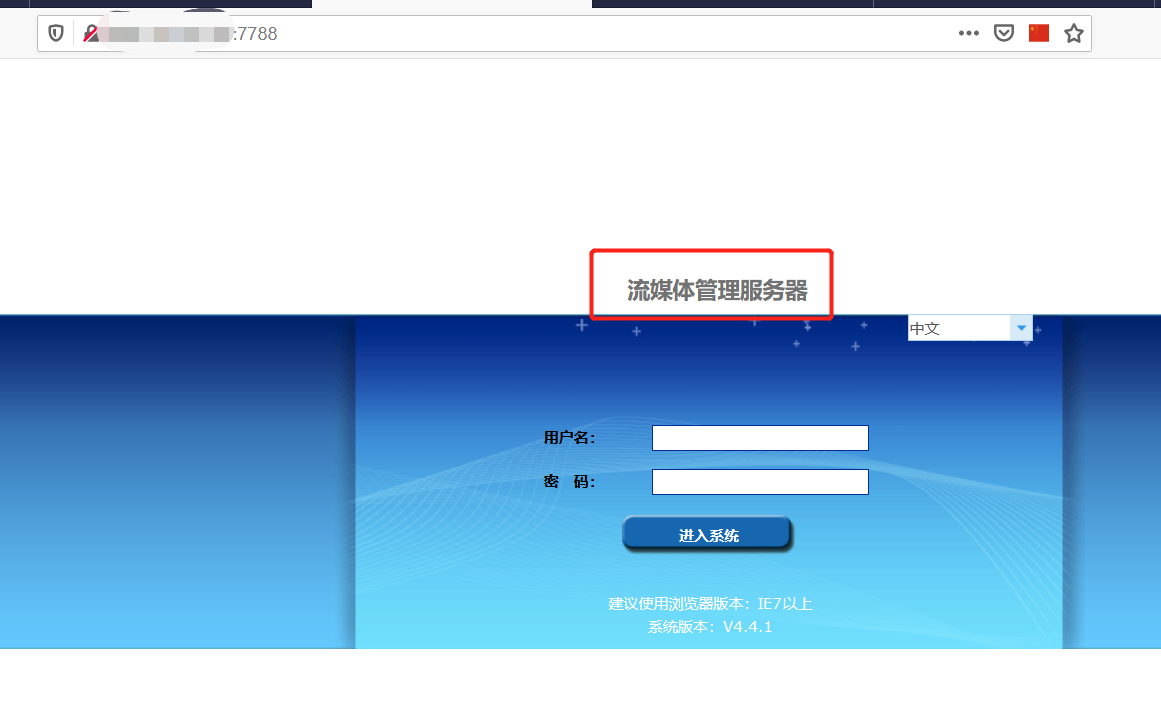 :7788
流媒体管理服务器
中文
用户名：
密 码：
进入系统
建议使用浏览器版本：IE7以上
系统版本：V4.4.1